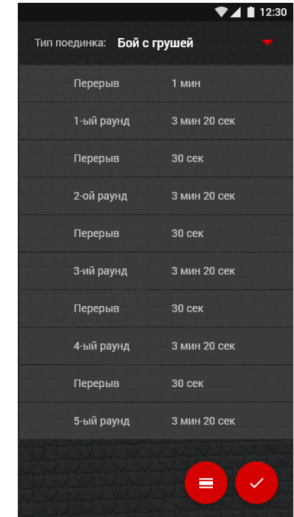 12:30
Тип поединка: Бой с грушей
Перерыв 1 мин
1-ый раунд 3 мин 20 сек
Перерыв 30 сек
2-ой раунд 3 мин 20 сек
Перерыв 30 сек
3-ий раунд 3 мин 20 сек
Перерыв 30 сек
4-ый раунд 3 мин 20 сек
Перерыв 30 сек
5-ый раунд 3 мин 20 сек